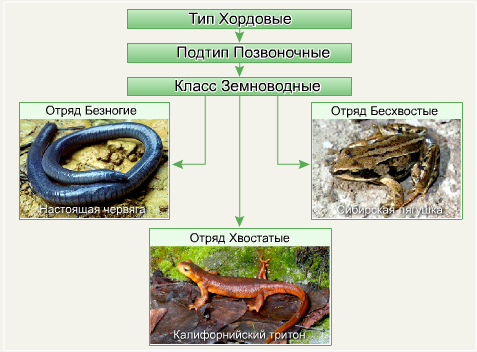 Тип Хордовые
Подтип Позвоночные
Класс Земноводные
Отряд Безногие
Настоящая червяга
Отряд Бесхвостые
Сибирская лягушка
Отряд Хвостатые
Калифорнийский тритон